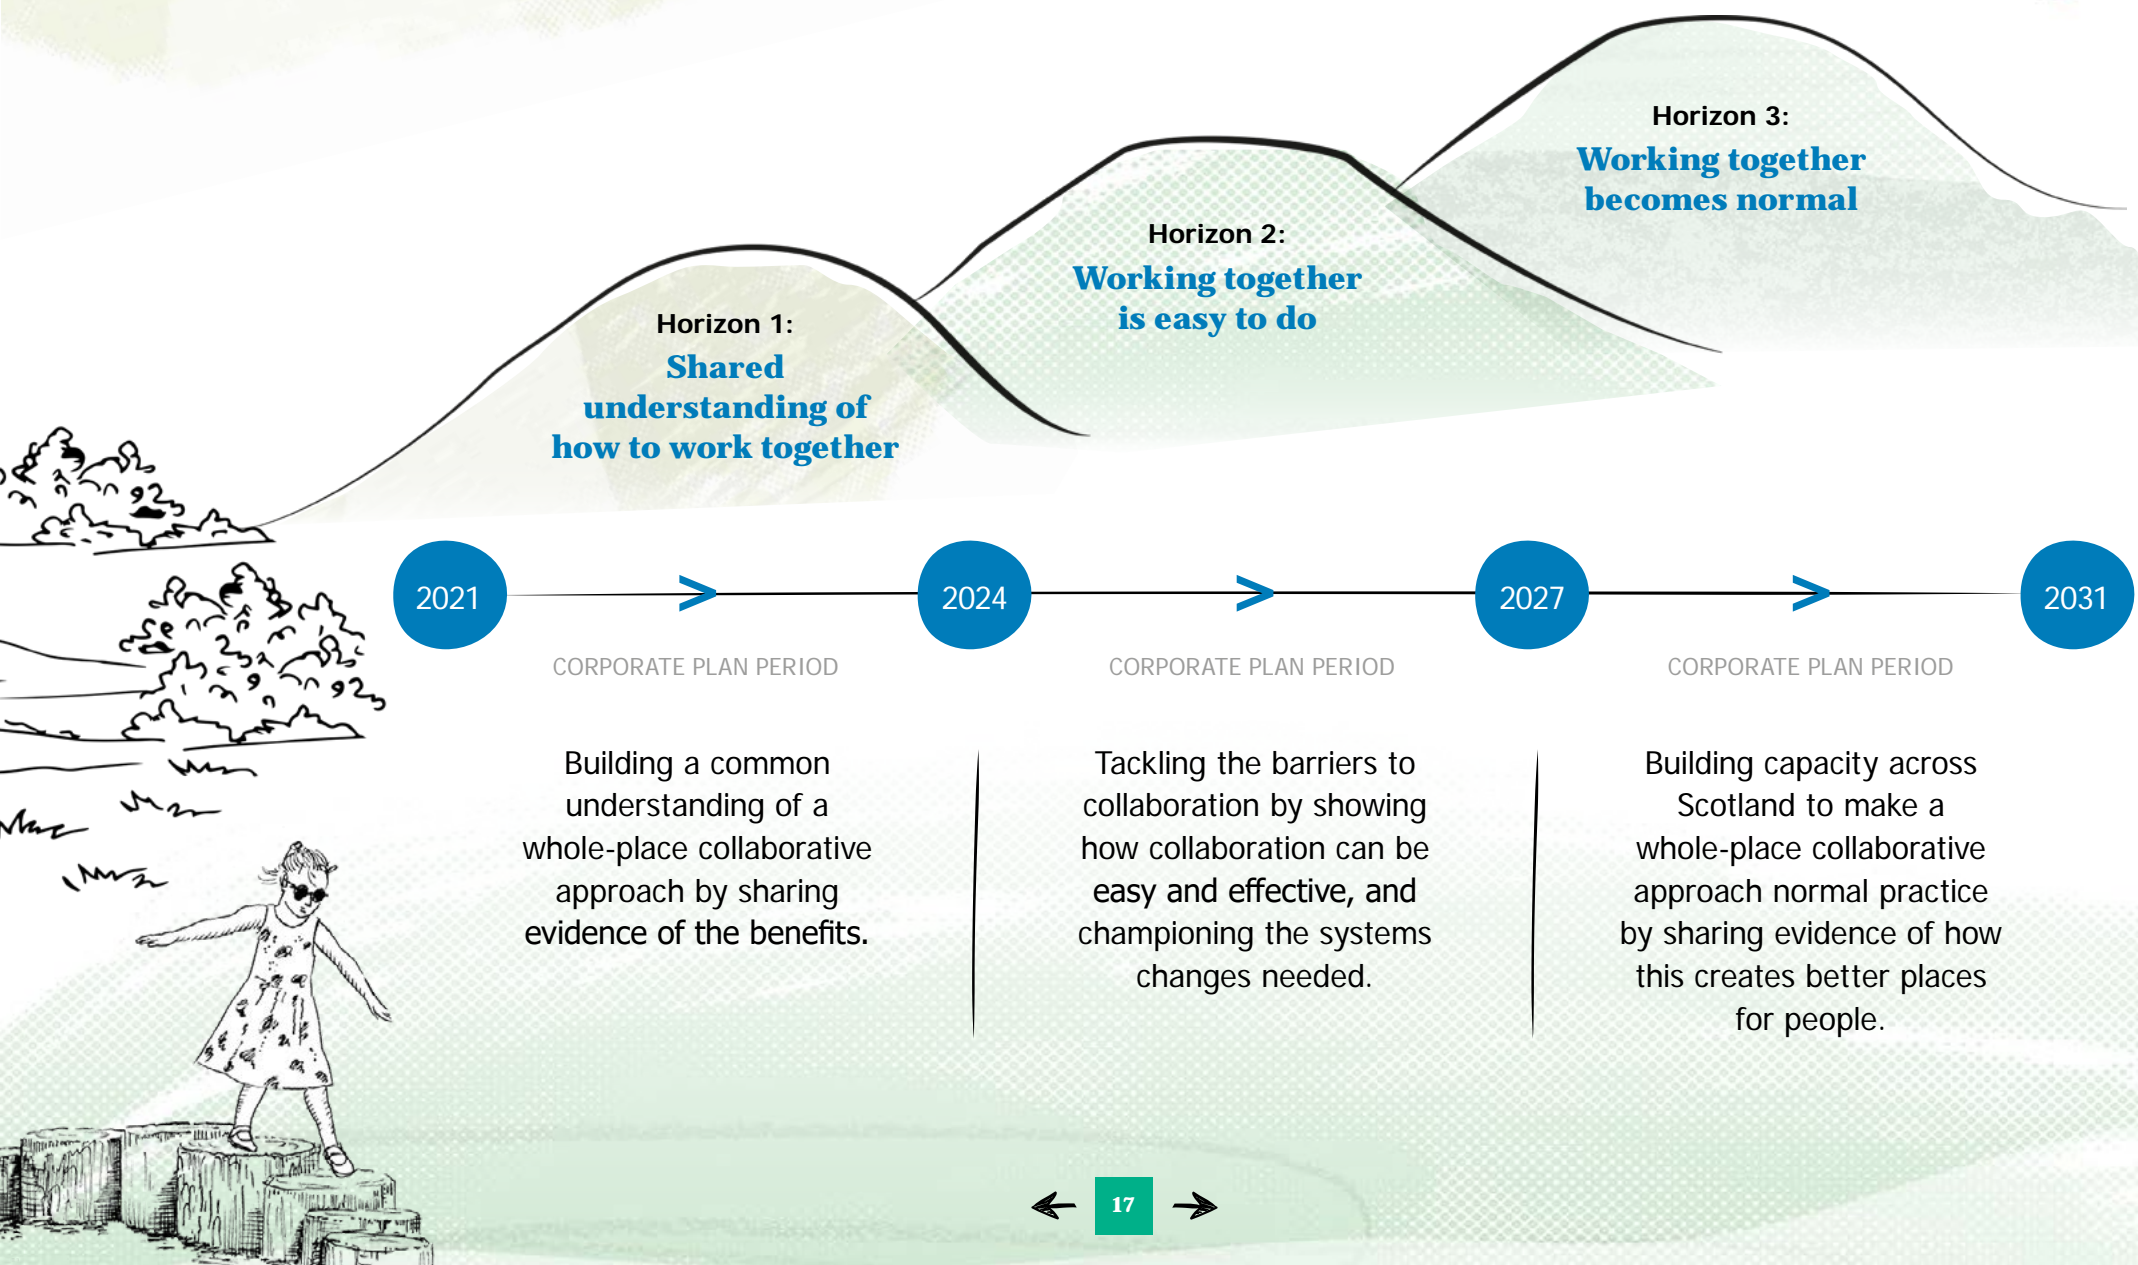 Horizon 1:
Shared
understanding of
how to work together
Horizon 2:
Working together
is easy to do
Horizon 3:
Working together
becomes normal
2021
>
2024
>
2027
>
2031
CORPORATE PLAN PERIOD
CORPORATE PLAN PERIOD
CORPORATE PLAN PERIOD
Building a common
understanding of a
whole-place collaborative
approach by sharing
evidence of the benefits.
Tackling the barriers to
collaboration by showing
how collaboration can be
easy and effective, and
championing the systems
changes needed.
Building capacity across
Scotland to make a
whole-place collaborative
approach normal practice
by sharing evidence of how
this creates better places
for people.
17